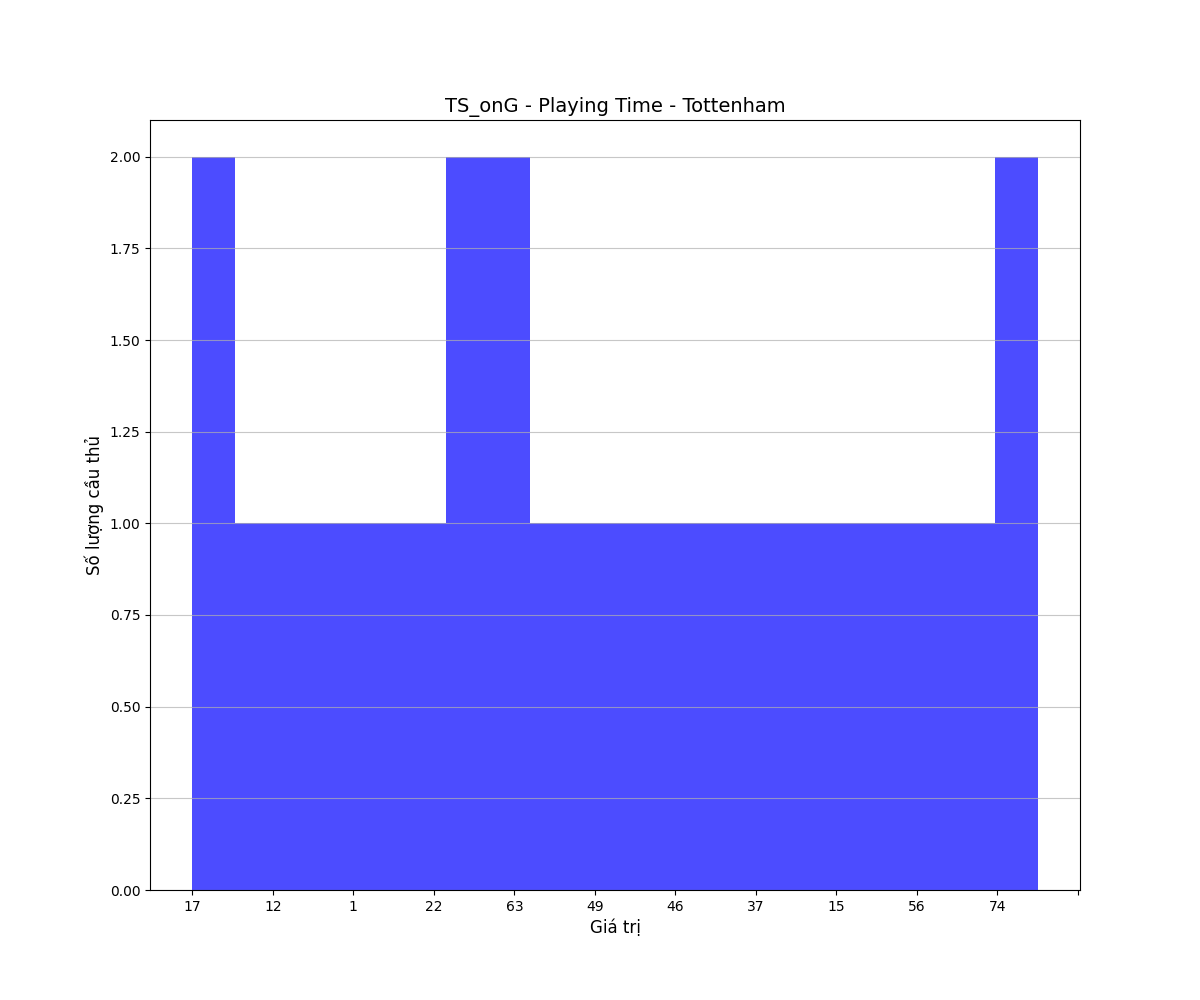 TS_onG - Playing Time - Tottenham
2.00
1.75
1.50
1.25
1.00
0.75
0.50
0.25
0.00
Số lượng cầu thủ
17 12 1 22 63 49 46 37 15 56 74
Giá trị